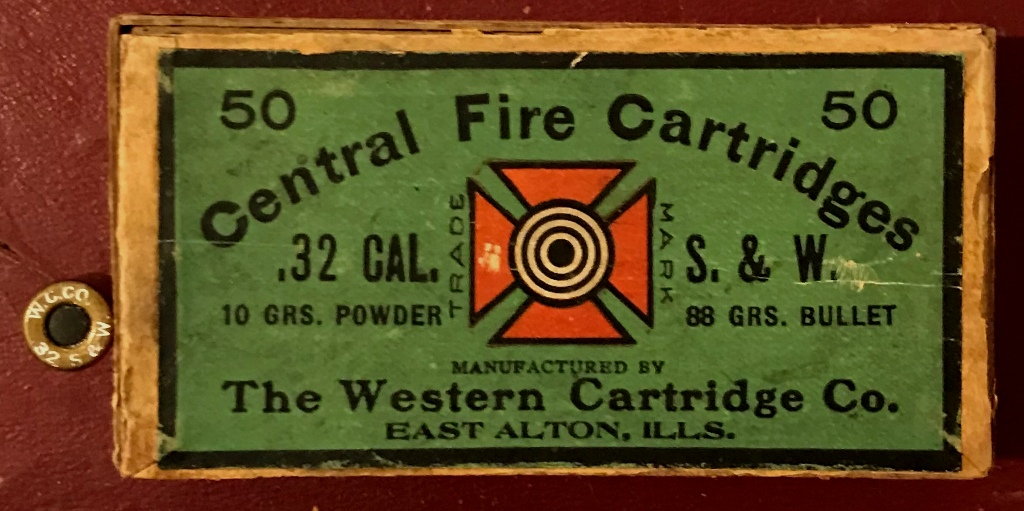 50 50
Central Fire Cartridges
.32 CAL. TRADE MARK S. & W.
10 GRS. POWDER 88 GRS. BULLET
MANUFACTURED BY
The Western Cartridge Co.
EAST ALTON, ILLS.
W.C.CO.
32 S & W